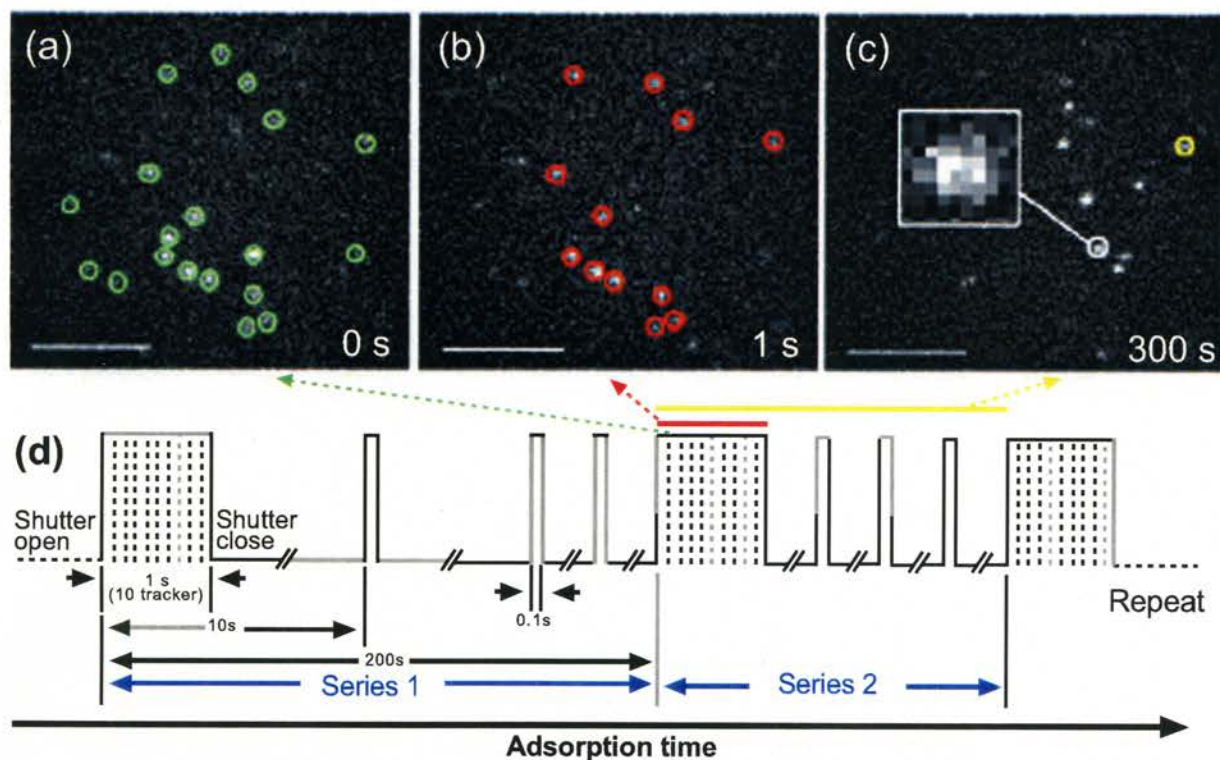 (a)
0 s
(b)
1 s
(c)
300 s
(d)
Shutter
open
Shutter
close
1 s
(10 tracker)
10s
0.1s
200s
Series 1
Series 2
Repeat
Adsorption time